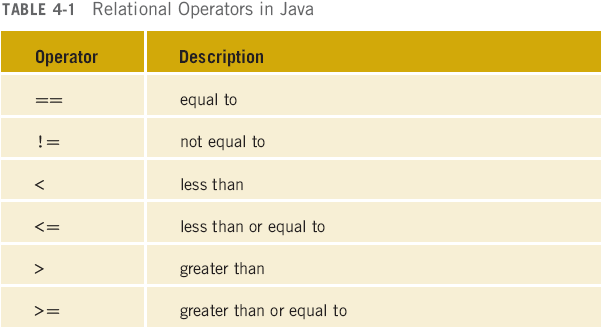 TABLE 4-1 Relational Operators in Java
Operator Description
== equal to
!= not equal to
< less than
<= less than or equal to
> greater than
>= greater than or equal to